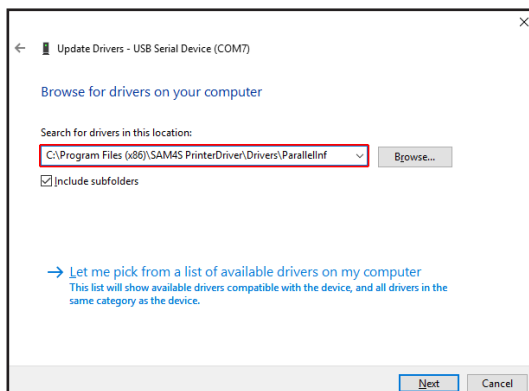 Update Drivers - USB Serial Device (COM7)
Browse for drivers on your computer
Search for drivers in this location:
C:\Program Files (x86)\SAM4S PrinterDriver\Drivers\ParallelInf
Browse...
Include subfolders
Let me pick from a list of available drivers on my computer
This list will show available drivers compatible with the device, and all drivers in the
same category as the device.
Next Cancel